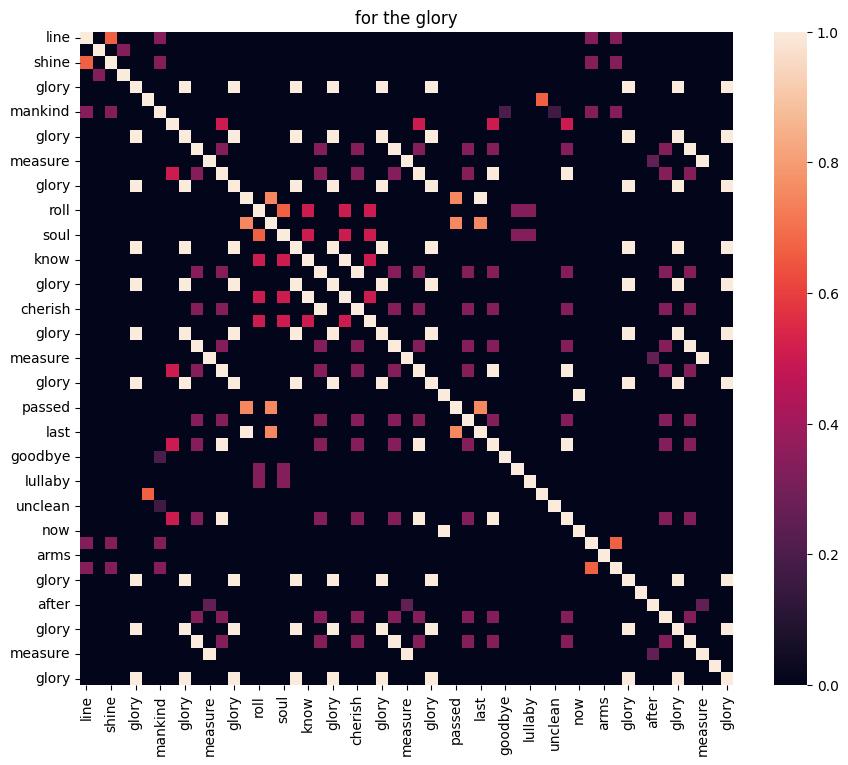 for the glory
line
shine
glory
mankind
glory
measure
glory
roll
soul
know
glory
cherish
glory
measure
glory
passed
last
goodbye
lullaby
unclean
now
arms
glory
after
glory
measure
glory
line
shine
glory
mankind
glory
measure
glory
roll
soul
know
glory
cherish
glory
measure
glory
passed
last
goodbye
lullaby
unclean
now
arms
glory
after
glory
measure
glory
1.0
0.8
0.6
0.4
0.2
0.0